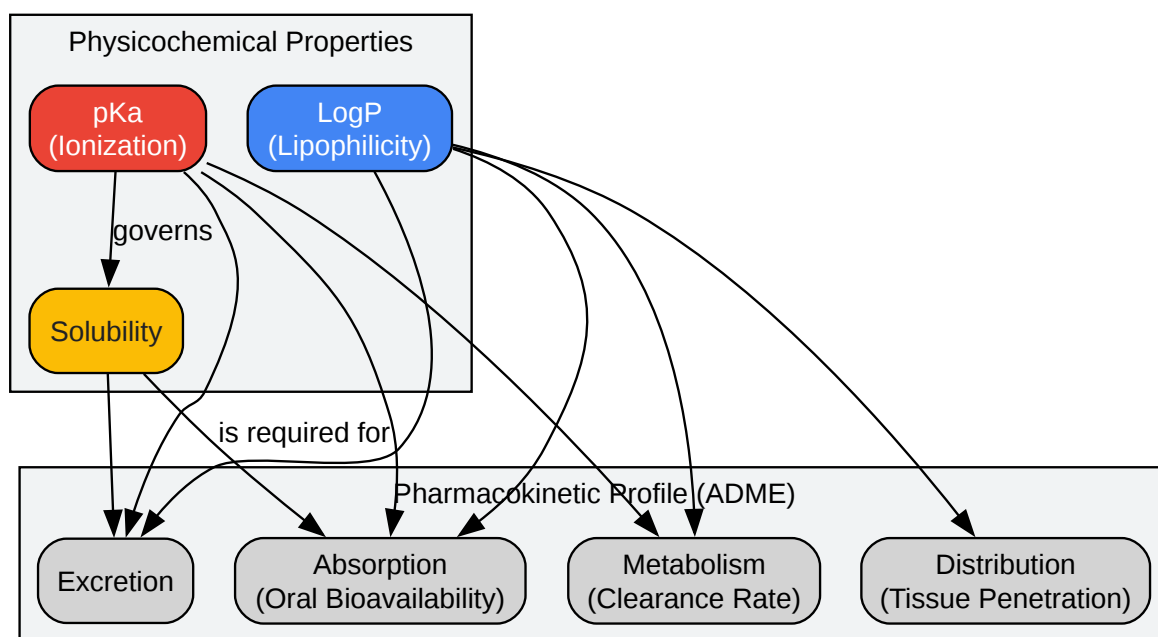 Physicochemical Properties
pKa
(Ionization)
LogP
(Lipophilicity)
governs
Solubility
is required for
Pharmacokinetic Profile (ADME)
Excretion
Absorption
(Oral Bioavailability)
Metabolism
(Clearance Rate)
Distribution
(Tissue Penetration)